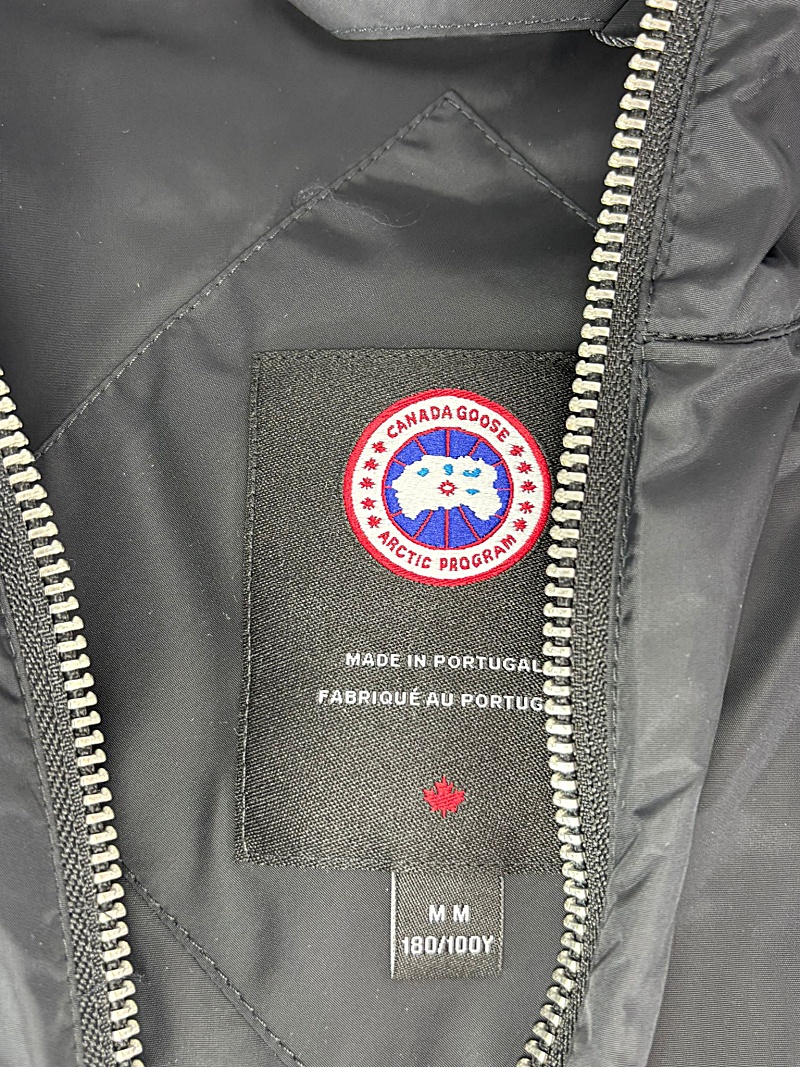 CANADA GOOSE
ARCTIC PROGRAM
MADE IN PORTUGAL
FABRIQUÉ AU PORTUG
M M
180/100Y